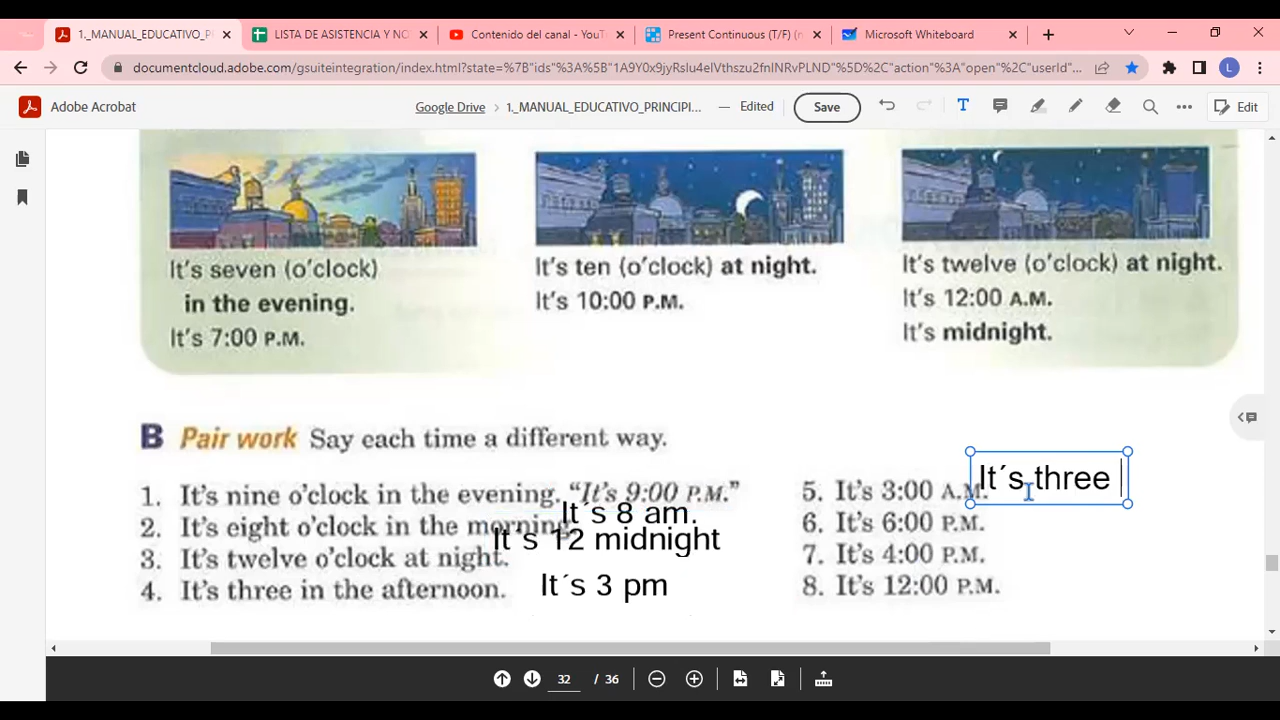 1._MANUAL_EDUCATIVO_P
LISTA DE ASISTENCIA Y NO
Contenido del canal - YouT
Present Continuous (T/F) (n
Microsoft Whiteboard
documentcloud.adobe.com/gsuiteintegration/index.html?state=%7B"ids"%3A%5B"1A9Y0x9jyRslu4elVthszu2fnINRvPLND"%5D%2C"action"%3A"open"%2C"userId"...
L
Adobe Acrobat
Google Drive
1._MANUAL_EDUCATIVO_PRINCIPI...
— Edited
Save
Edit
It's seven (o'clock)
in the evening.
It's 7:00 P.M.
It's ten (o'clock) at night.
It's 10:00 P.M.
It's twelve (o'clock) at night.
It's 12:00 A.M.
It's midnight.
B Pair work Say each time a different way.
1. It's nine o'clock in the evening. "It's 9:00 P.M."
It´s 8 am.
2. It's eight o'clock in the morning.
It´s 12 midnight
3. It's twelve o'clock at night.
4. It's three in the afternoon.
It´s 3 pm
It´s three
5. It's 3:00 A.M.
6. It's 6:00 P.M.
7. It's 4:00 P.M.
8. It's 12:00 P.M.
32 / 36